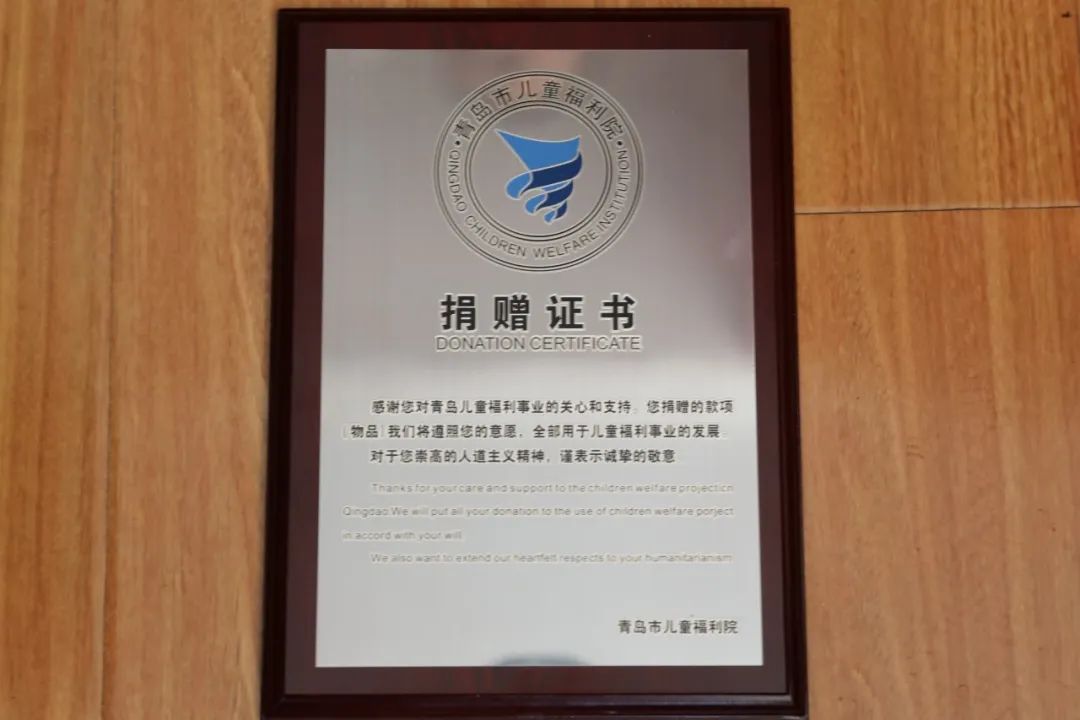 青岛市儿童福利院
QINGDAO CHILDREN WELFARE INSTITUTION
捐赠证书
DONATION CERTIFICATE
感谢您对青岛儿童福利事业的关心和支持。您捐赠的款项
(物品)我们将遵照您的意愿，全部用于儿童福利事业的发展。
对于您崇高的人道主义精神，谨表示诚挚的敬意
Thanks for your care and support to the children welfare projection
Qingdao.We will put all your donation to the use of children welfare porject
in accord with your will
We also want to extend our heartfelt respects to your humanitarianism
青岛市儿童福利院